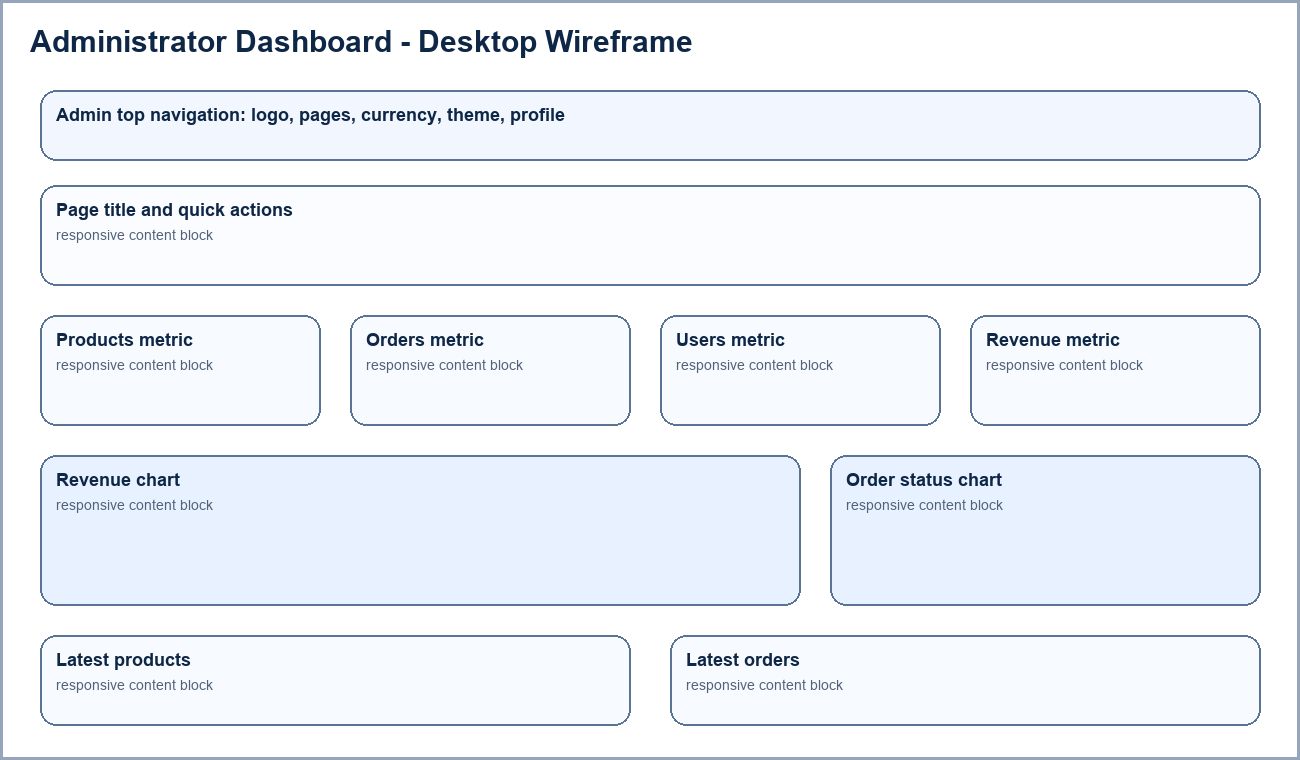 Administrator Dashboard - Desktop Wireframe
Admin top navigation: logo, pages, currency, theme, profile
Page title and quick actions
responsive content block
Products metric
responsive content block
Orders metric
responsive content block
Users metric
responsive content block
Revenue metric
responsive content block
Revenue chart
responsive content block
Order status chart
responsive content block
Latest products
responsive content block
Latest orders
responsive content block